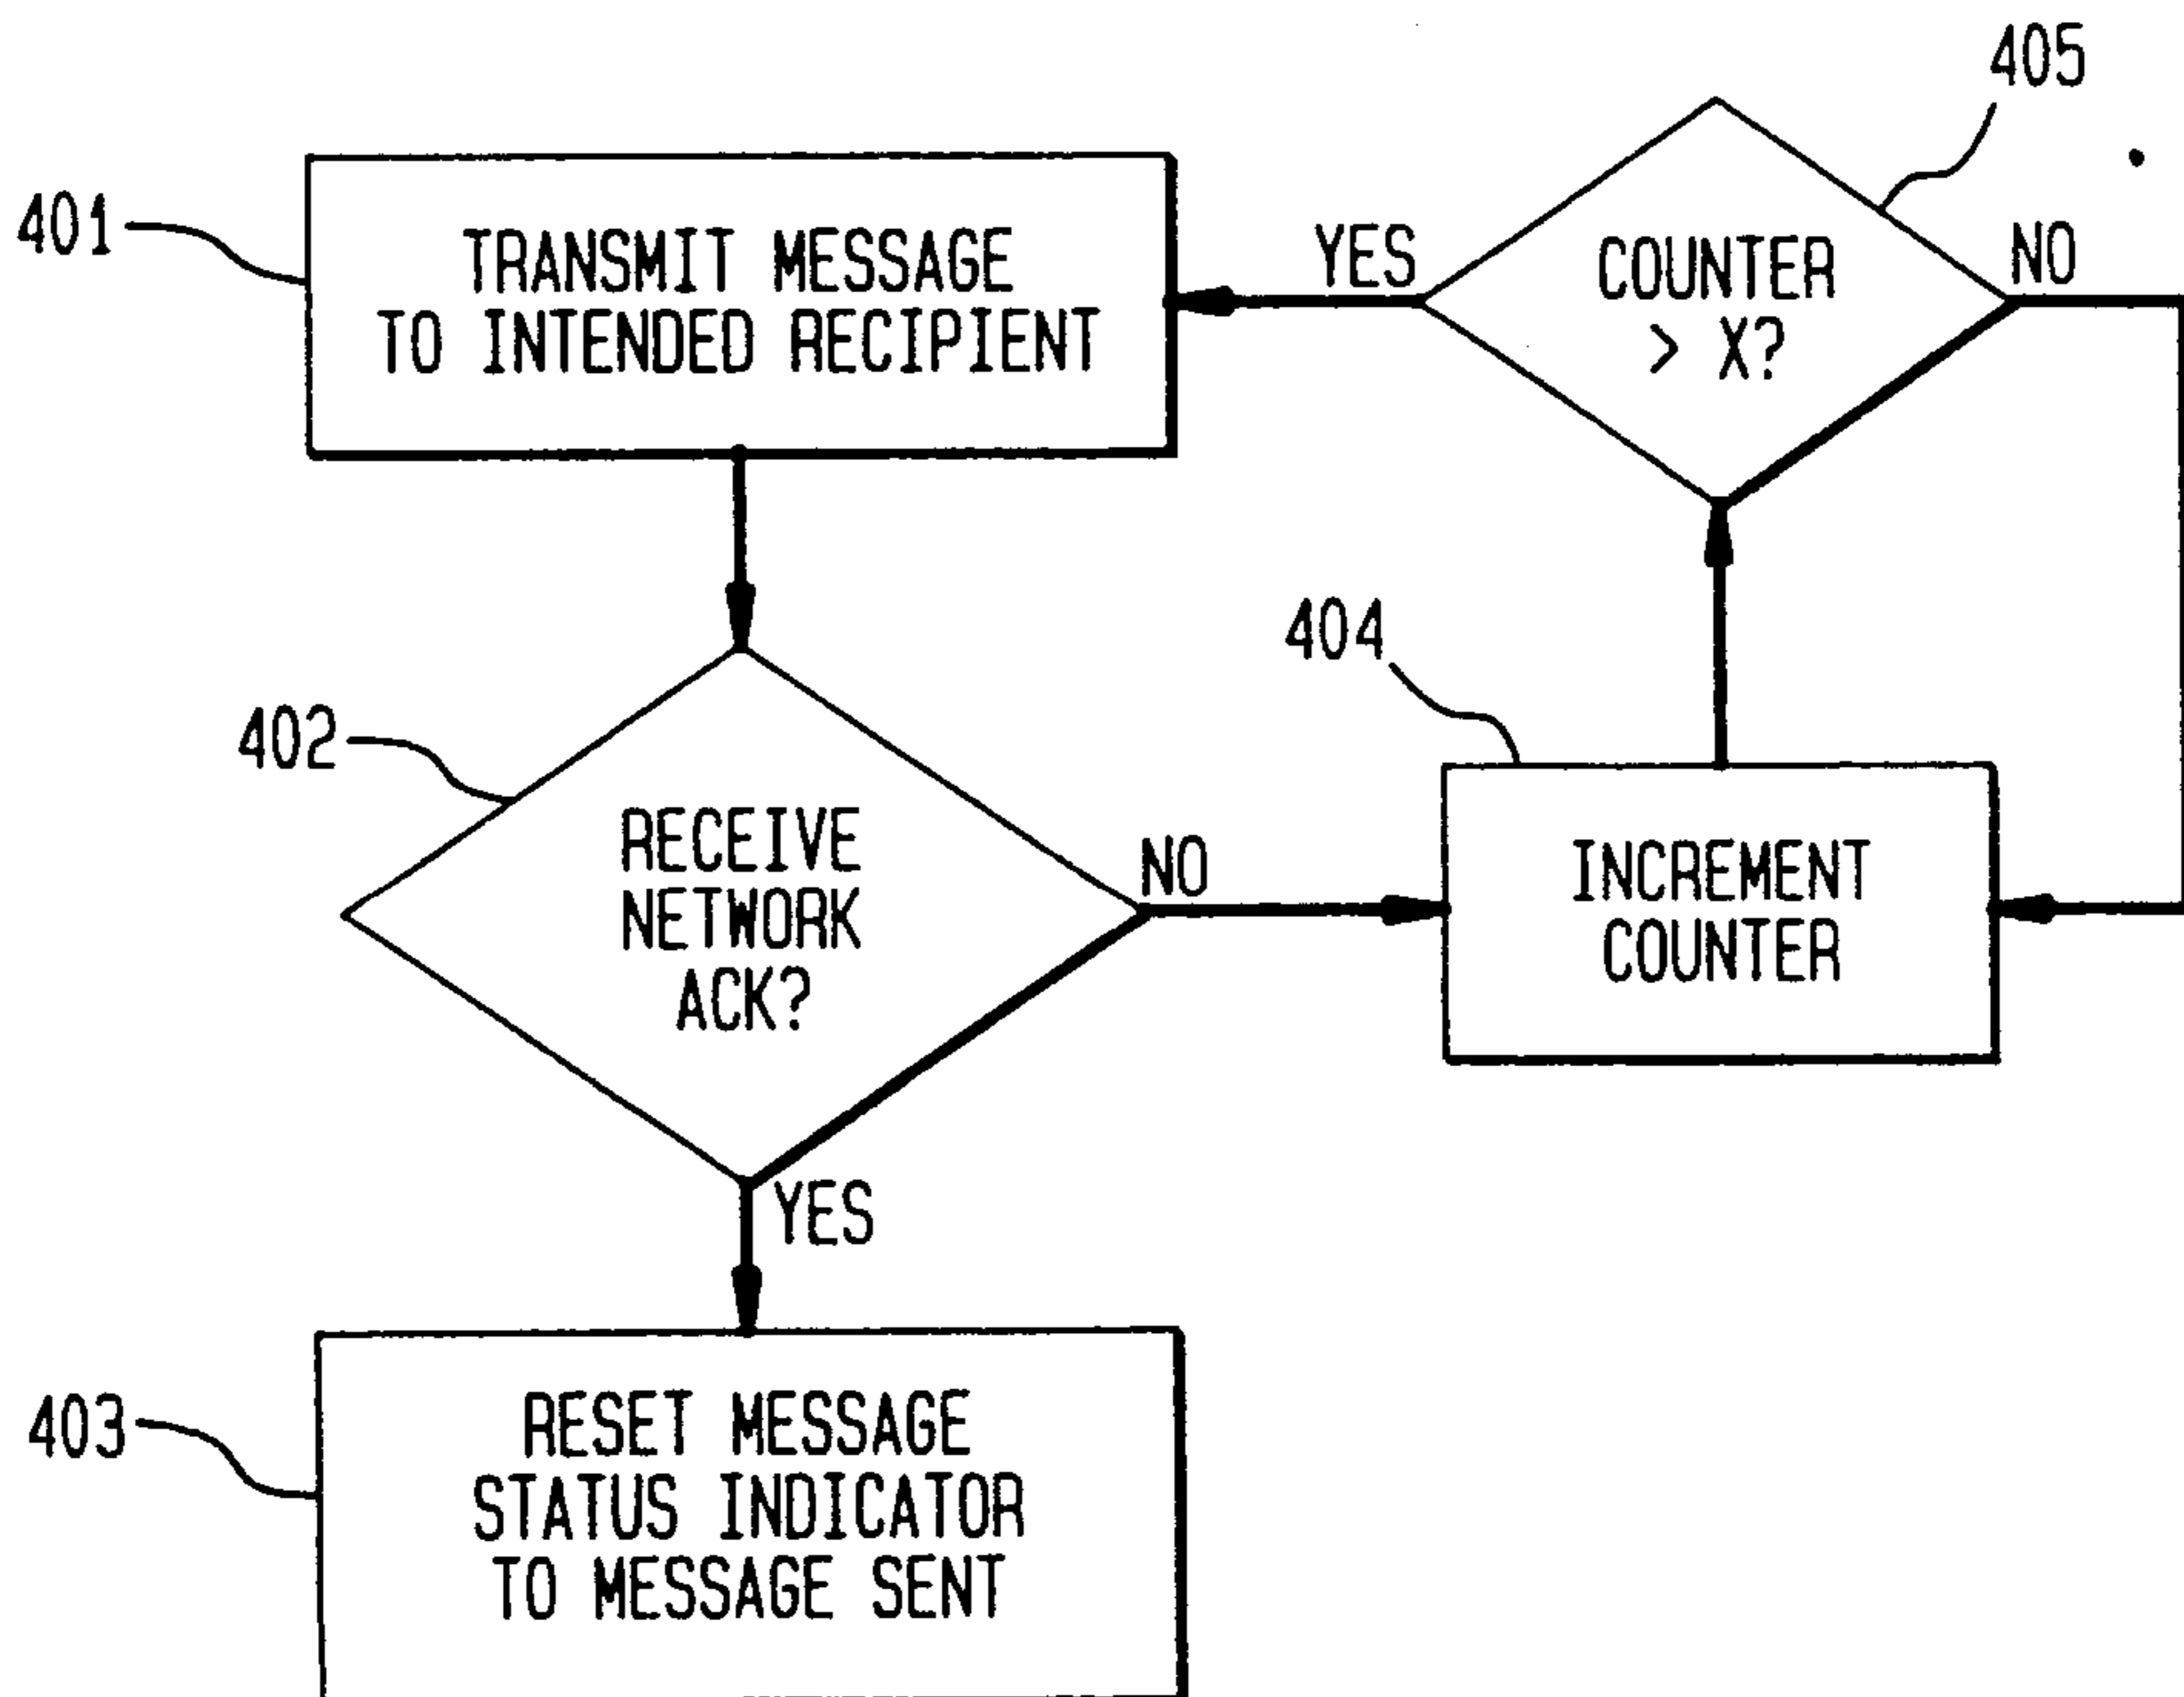 405
401
TRANSMIT MESSAGE
TO INTENDED RECIPIENT
YES
COUNTER
> X?
NO
404
402
RECEIVE
NETWORK
ACK?
NO
INCREMENT
COUNTER
YES
403
RESET MESSAGE
STATUS INDICATOR
TO MESSAGE SENT